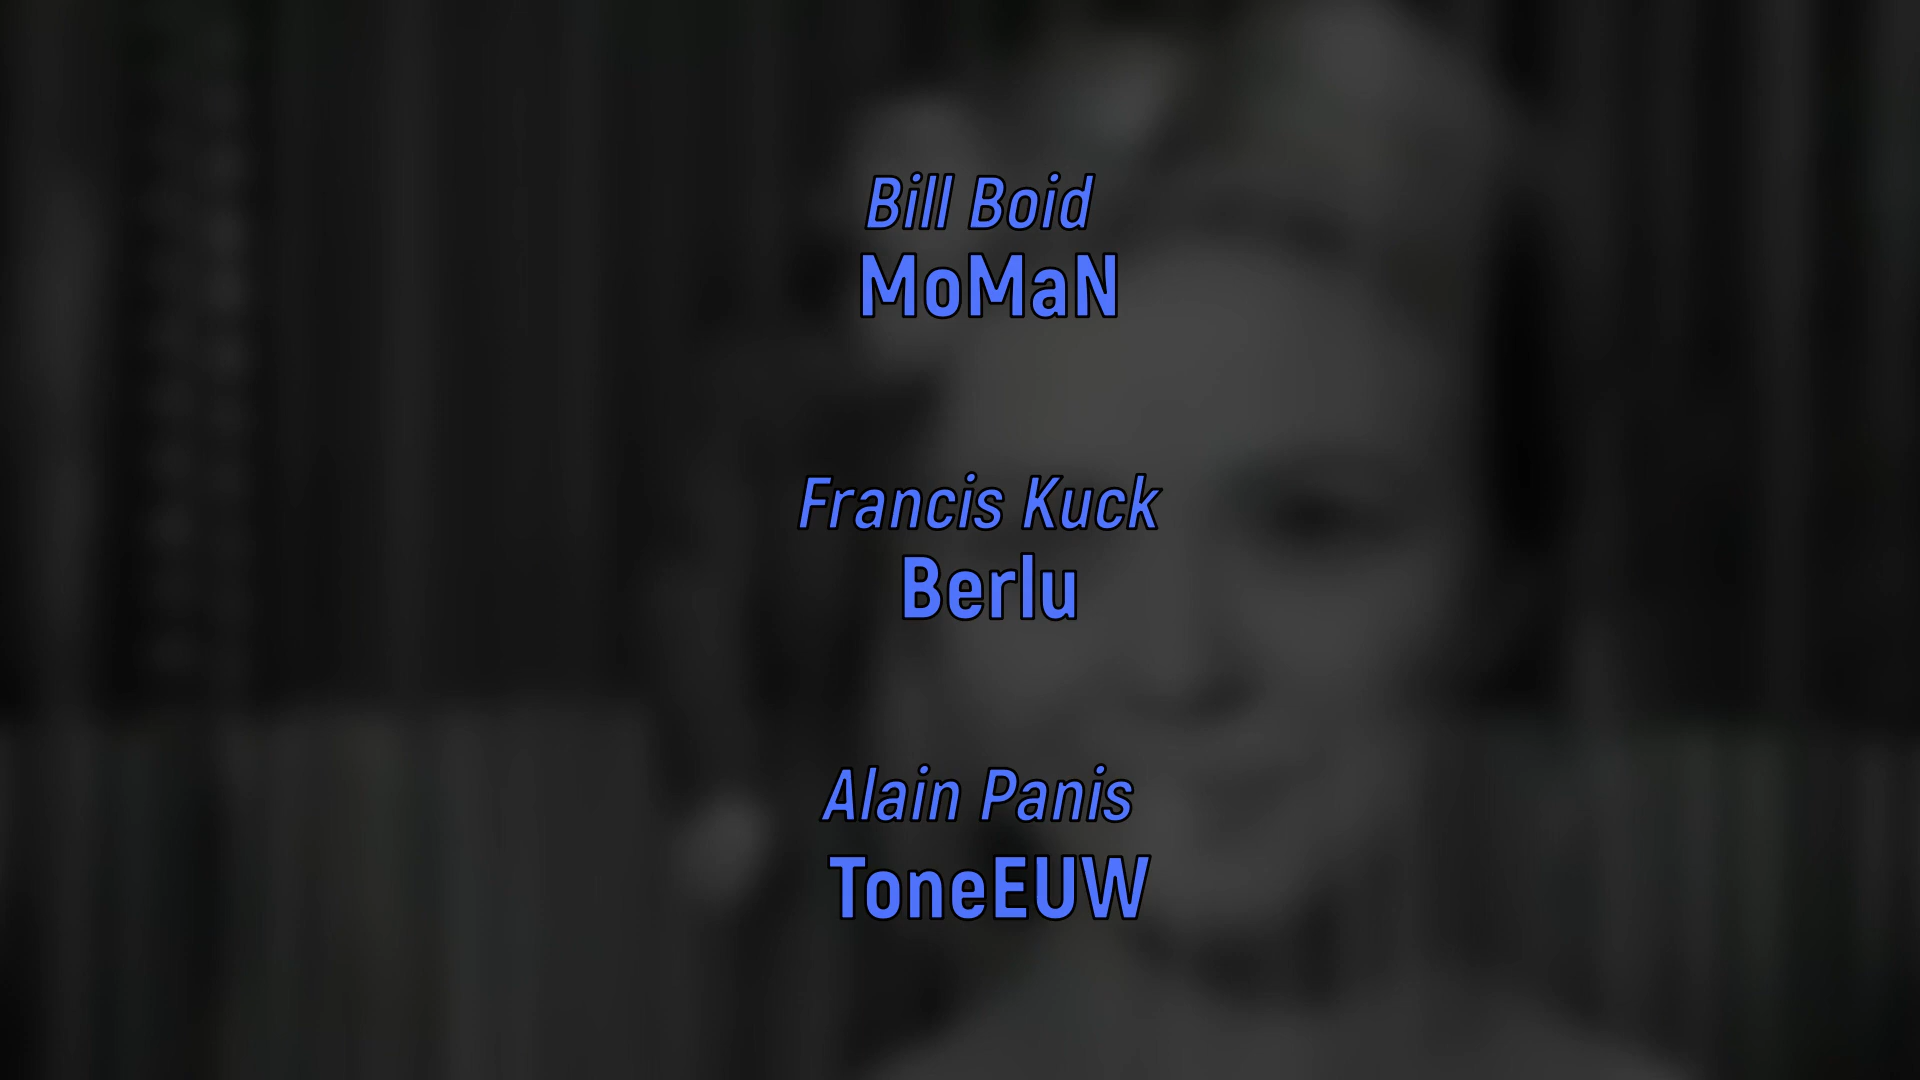 Bill Boid
MoMaN
Francis Kuck
Berlu
Alain Panis
ToneEUW